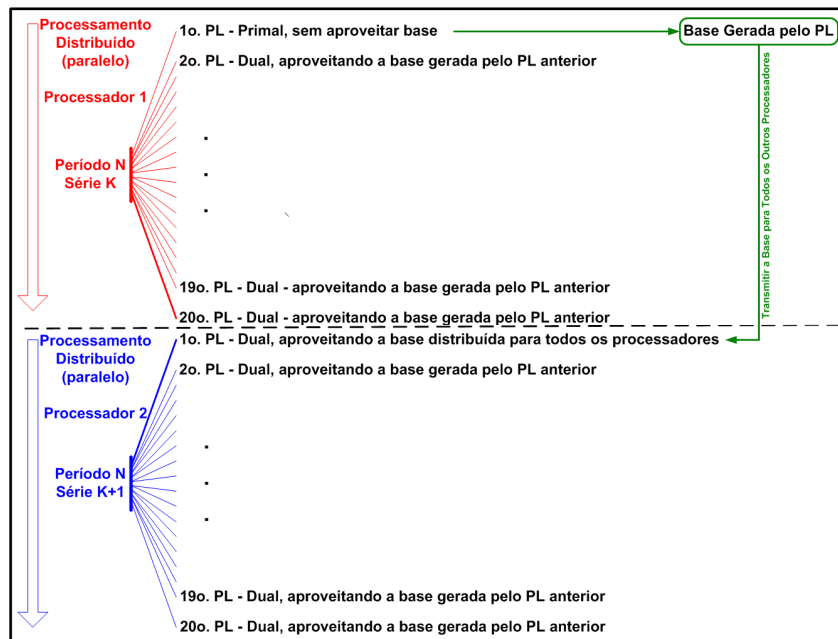 Processamento
Distribuído
(paralelo)
1o. PL - Primal, sem aproveitar base
Base Gerada pelo PL
2o. PL - Dual, aproveitando a base gerada pelo PL anterior
Processador 1
Período N
Série K
Transmitir a Base para Todos os Outros Processadores
19o. PL - Dual - aproveitando a base gerada pelo PL anterior
20o. PL - Dual - aproveitando a base gerada pelo PL anterior
Processamento
Distribuído
(paralelo)
1o. PL - Dual, aproveitando a base distribuída para todos os processadores
2o. PL - Dual, aproveitando a base gerada pelo PL anterior
Processador 2
Período N
Série K+1
19o. PL - Dual, aproveitando a base gerada pelo PL anterior
20o. PL - Dual, aproveitando a base gerada pelo PL anterior